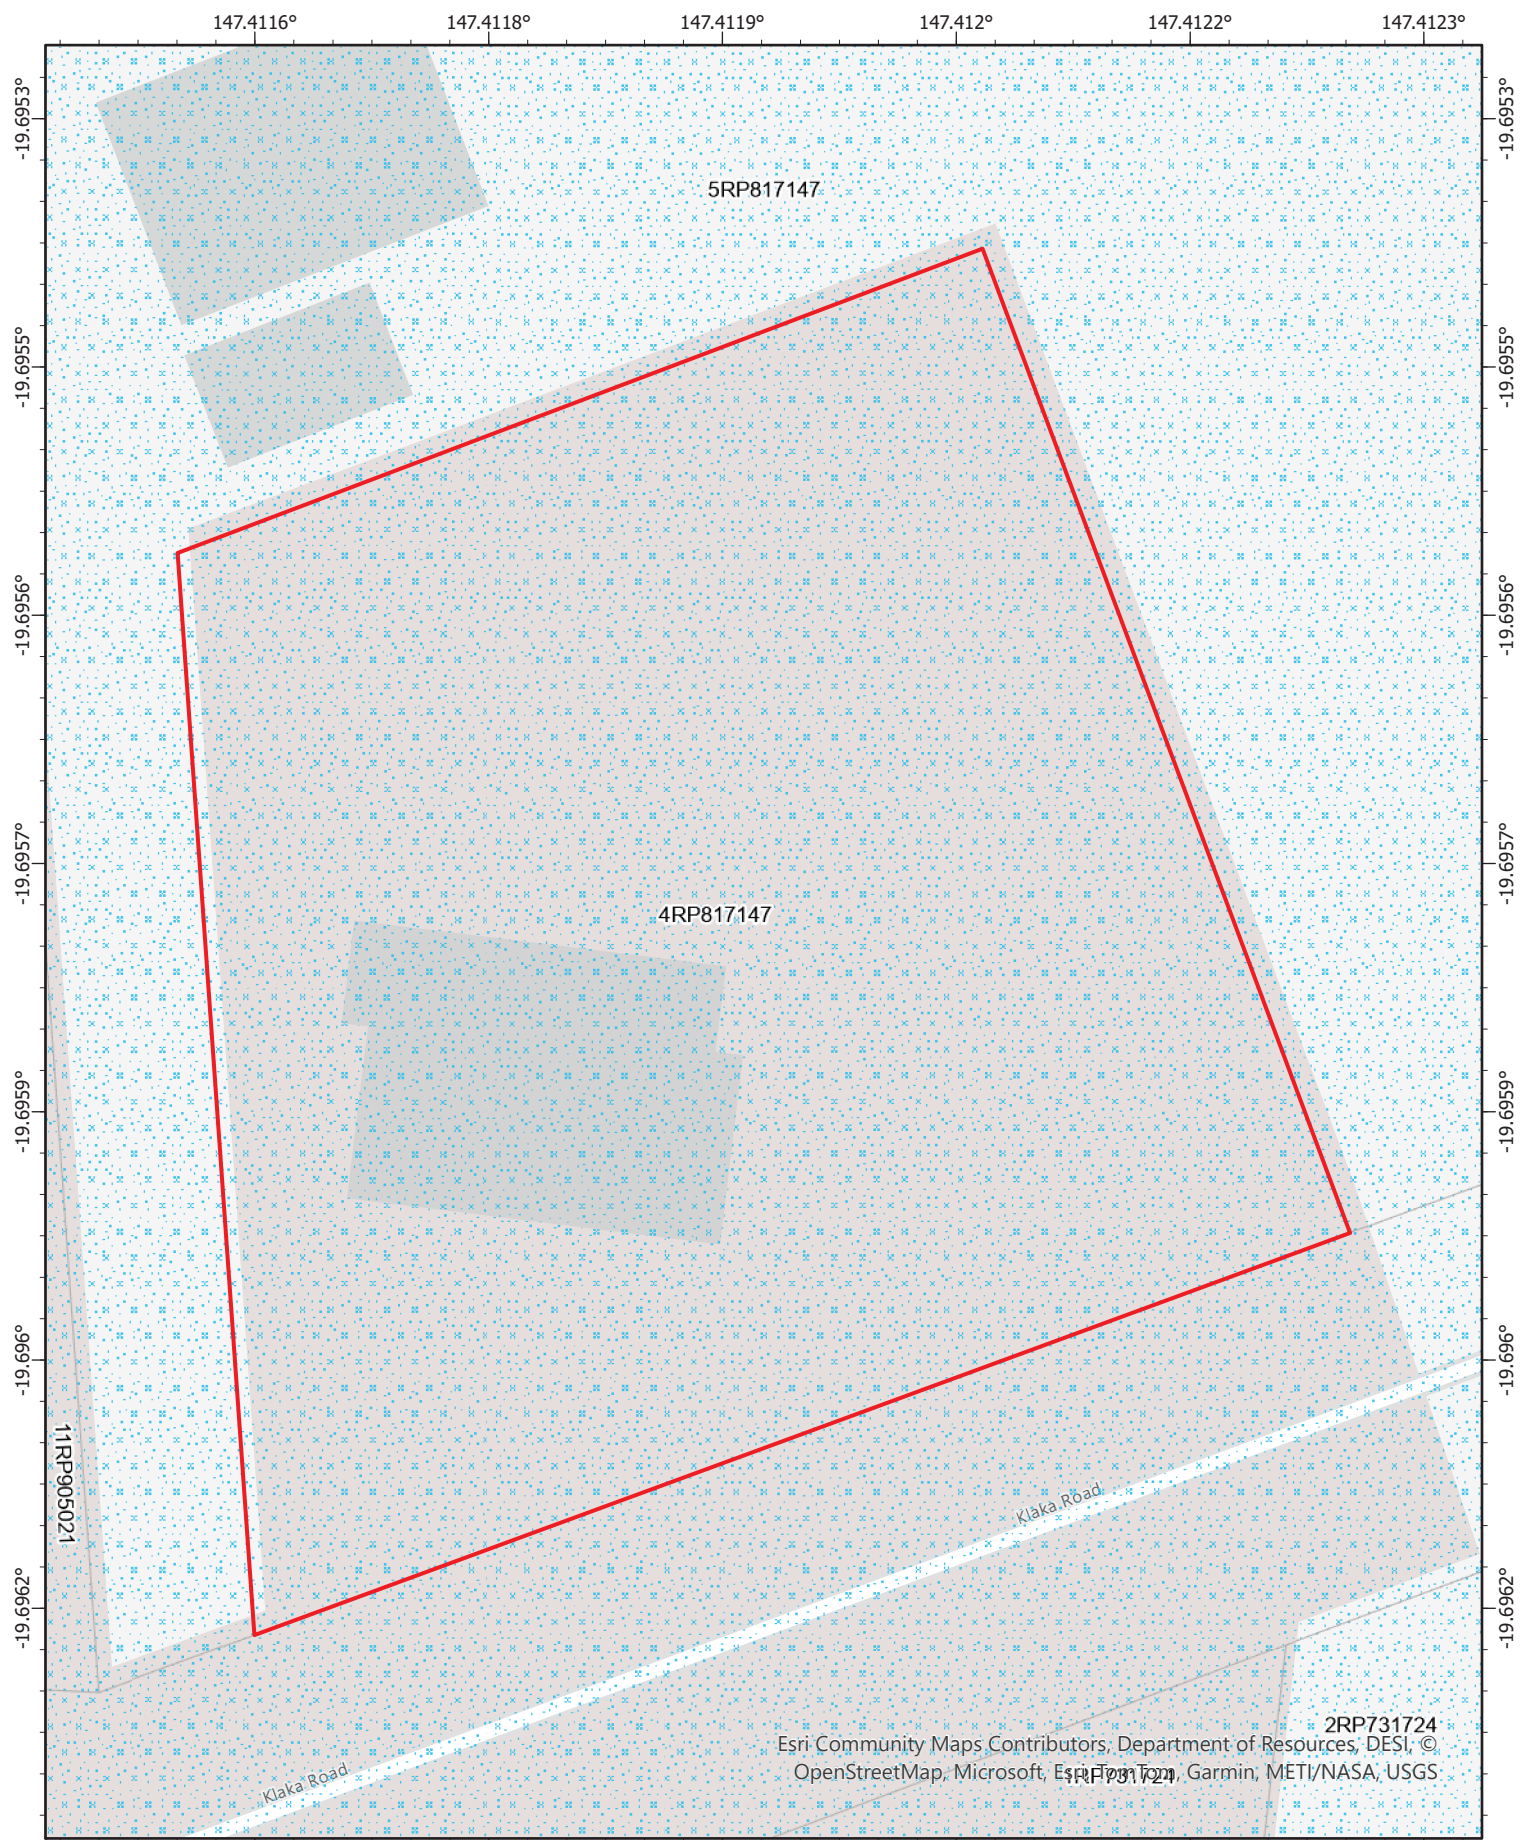 147.4116° 147.4118° 147.4119° 147.412° 147.4122° 147.4123°
-19.6953° -19.6953°
5RP817147
-19.6955° -19.6955°
-19.6956° -19.6956°
-19.6957° -19.6957°
4RP817147
-19.6959° -19.6959°
-19.696° -19.696°
11RP905021
Klaka Road
-19.6962° -19.6962°
2RP731724
Esri Community Maps Contributors, Department of Resources, DESI, ©
OpenStreetMap, Microsoft, Esri, TomTom, Garmin, METI/NASA, USGS
1RP731724
Klaka Road